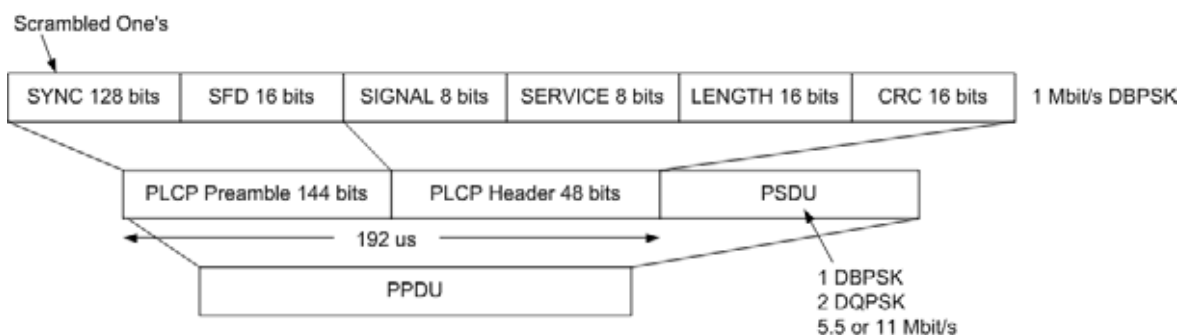 Scrambled One's
SYNC 128 bits SFD 16 bits SIGNAL 8 bits SERVICE 8 bits LENGTH 16 bits CRC 16 bits 1 Mbit/s DBPSK
PLCP Preamble 144 bits PLCP Header 48 bits PSDU
192 us
PPDU
1 DBPSK
2 DQPSK
5.5 or 11 Mbit/s